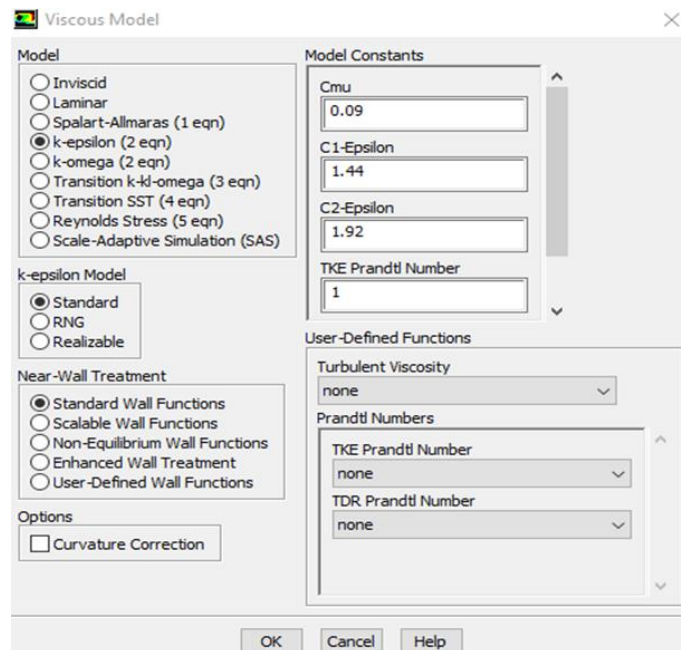 Viscous Model
Model
Inviscid
Laminar
Spalart-Allmaras (1 eqn)
k-epsilon (2 eqn)
k-omega (2 eqn)
Transition k-kl-omega (3 eqn)
Transition SST (4 eqn)
Reynolds Stress (5 eqn)
Scale-Adaptive Simulation (SAS)
k-epsilon Model
Standard
RNG
Realizable
Near-Wall Treatment
Standard Wall Functions
Scalable Wall Functions
Non-Equilibrium Wall Functions
Enhanced Wall Treatment
User-Defined Wall Functions
Options
Curvature Correction
Model Constants
Cmu
0.09
C1-Epsilon
1.44
C2-Epsilon
1.92
TKE Prandtl Number
1
User-Defined Functions
Turbulent Viscosity
none
Prandtl Numbers
TKE Prandtl Number
none
TDR Prandtl Number
none
OK Cancel Help